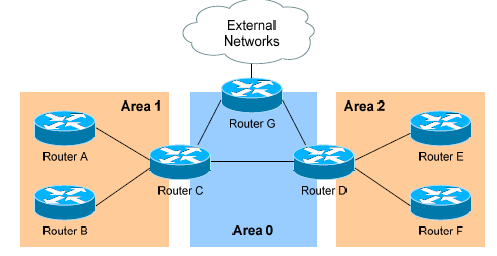 External
Networks
Area 1
Area 2
Router G
Router A
Router E
Router C
Router D
Router B
Router F
Area 0